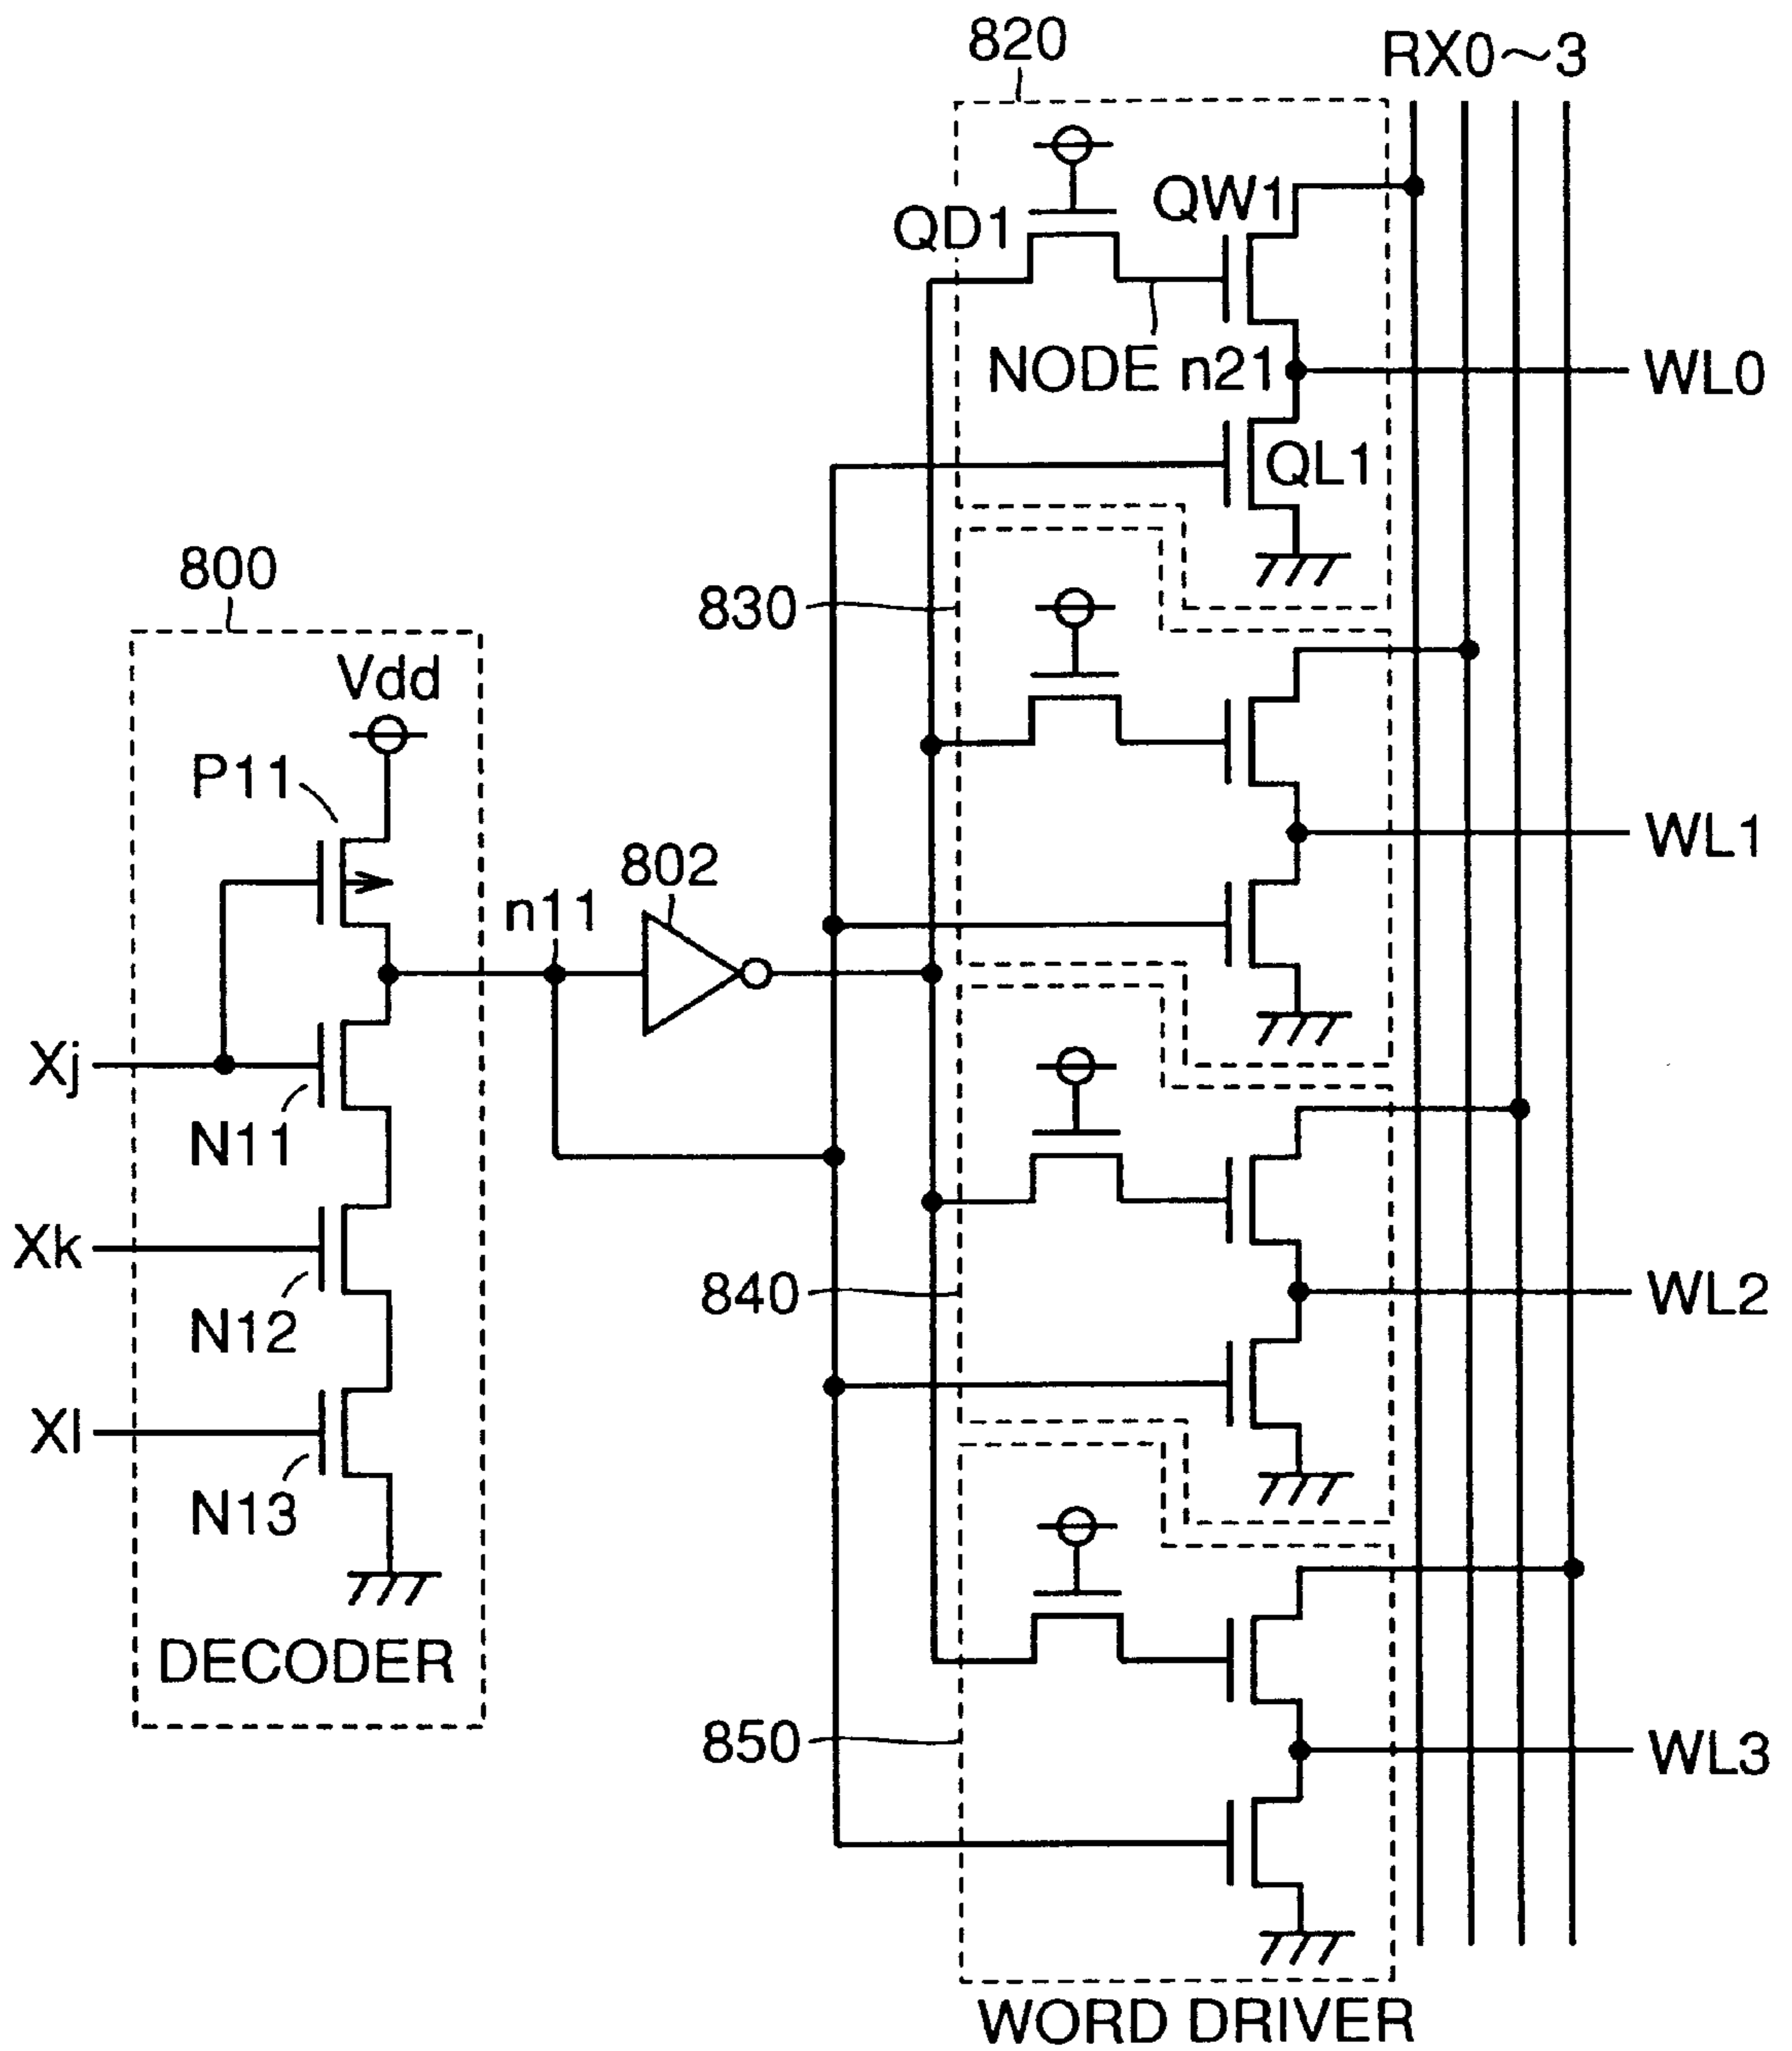 820
RX0～3
QW1
QD1
NODE n21
WL0
QL1
800
830
Vdd
P11
802
WL1
n11
Xj
N11
Xk
840
WL2
N12
Xl
N13
DECODER
850
WL3
WORD DRIVER